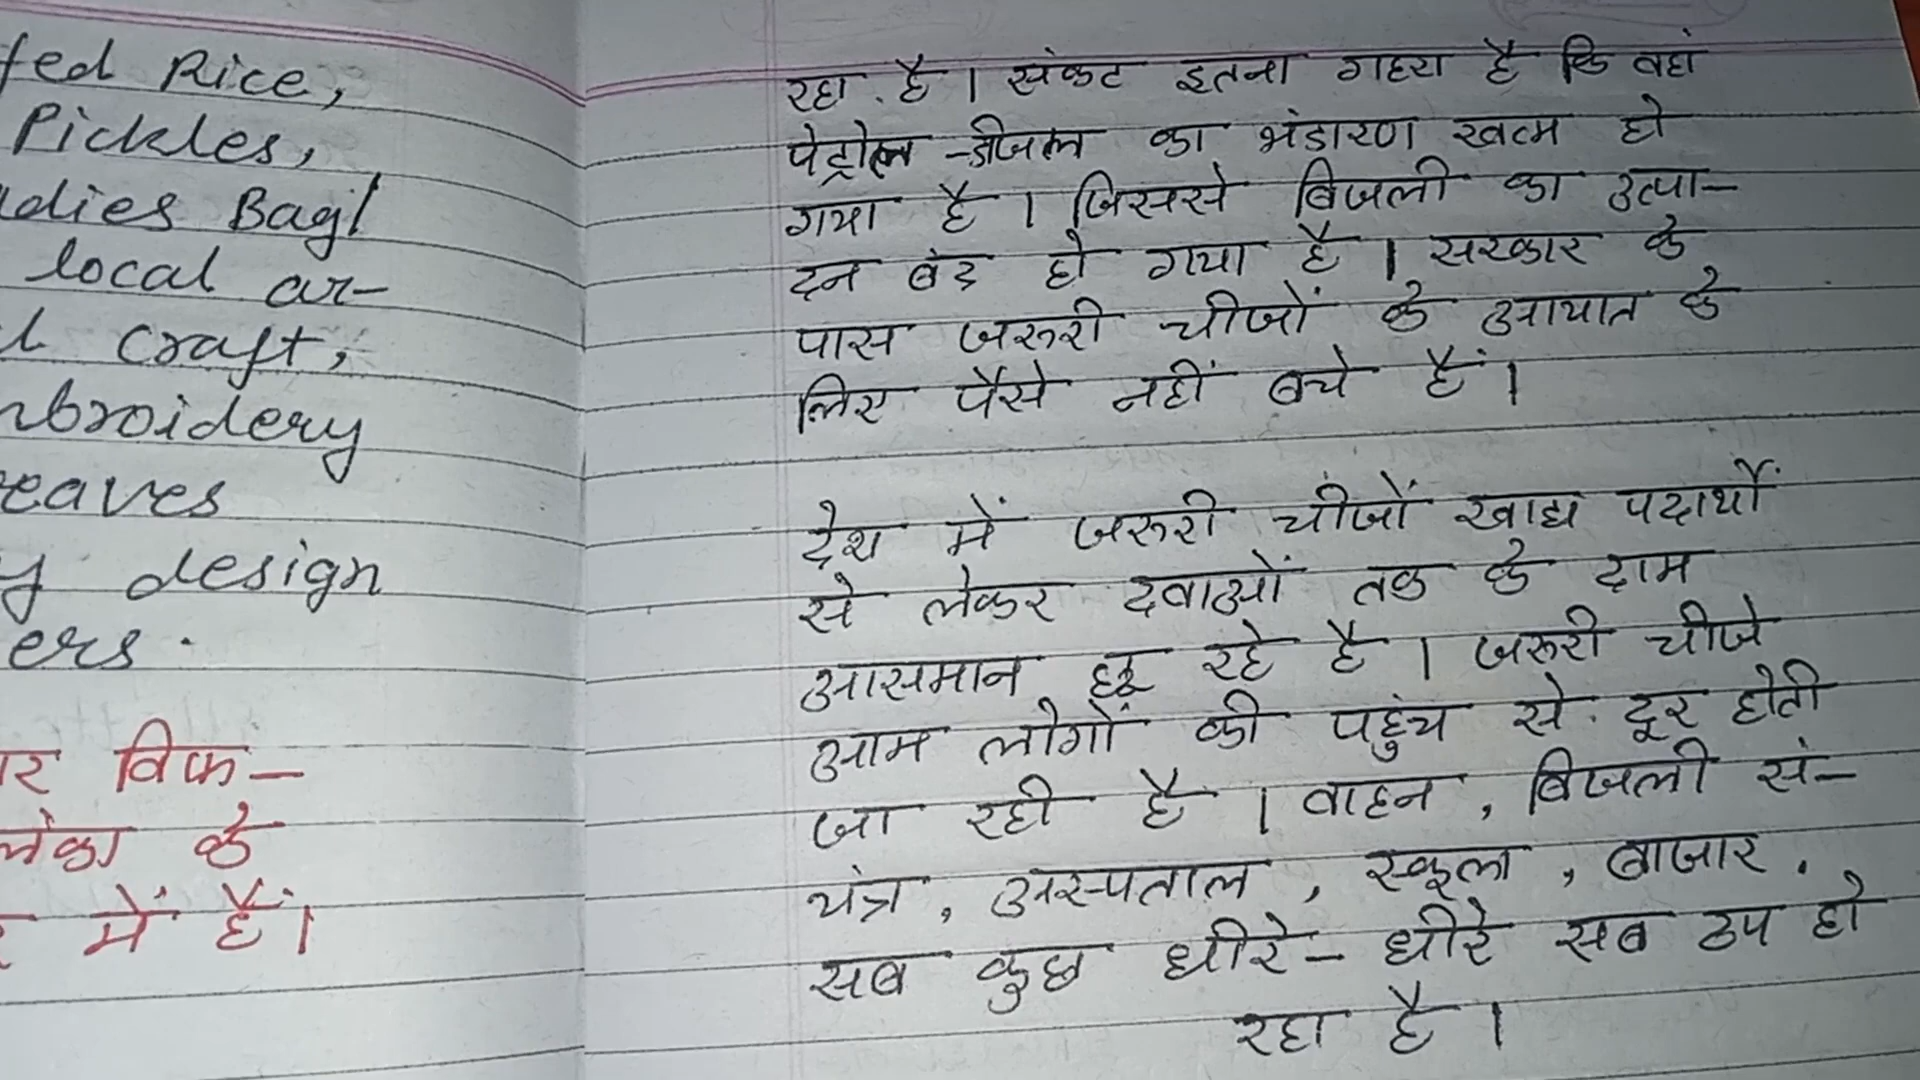 fed Rice,
Pickles,
dies Bag/
local ar-
l craft,
mbroidery
eaves
y design
ers.
ार विक-
लंका के
में हैं।
रहा है। संकट इतना गहरा है कि वहां
पेट्रोल -डीजल का भंडारण खत्म हो
गया है। जिससे बिजली का उत्पा-
दन बंद हो गया है। सरकार के
पास जरुरी चीजों के आयात के
लिए पैसे नहीं बचे हैं।
देश में जरुरी चीजों खाद्य पदार्थों
से लेकर दवाओं तक के दाम
आसमान छू रहे है। जरुरी चीजे
आम लोगों की पहुंच से दूर होती
जा रही है। वाहन, बिजली सं-
यंत्र, अस्पताल, स्कूल, बाजार.
सब कुछ धीरे-धीरे सब ठप हो
रहा है।